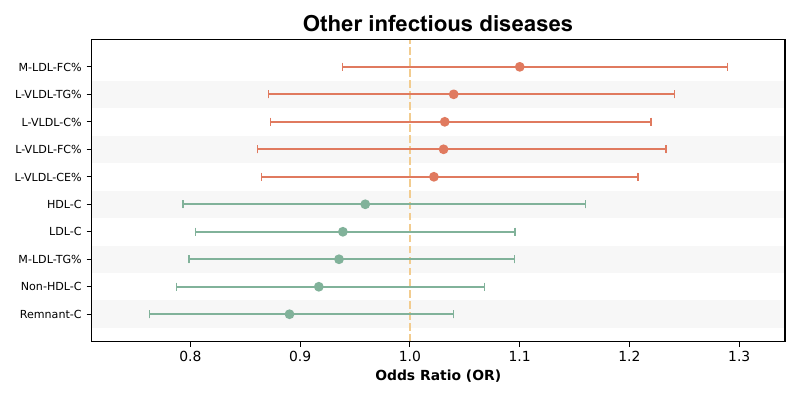 Other infectious diseases
M-LDL-FC%
L-VLDL-TG%
L-VLDL-C%
L-VLDL-FC%
L-VLDL-CE%
HDL-C
LDL-C
M-LDL-TG%
Non-HDL-C
Remnant-C
0.8 0.9 1.0 1.1 1.2 1.3
Odds Ratio (OR)